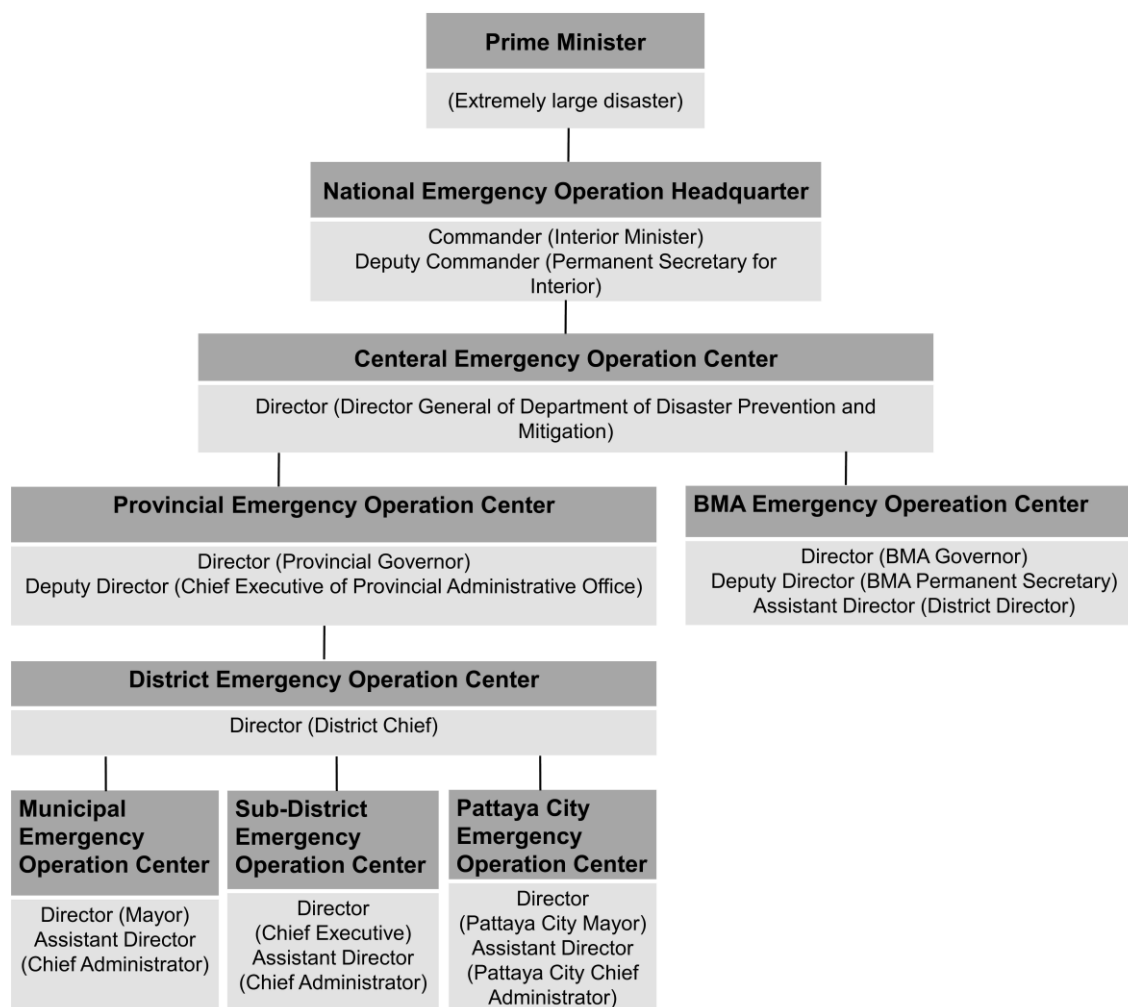 Prime Minister
(Extremely large disaster)
National Emergency Operation Headquarter
Commander (Interior Minister)
Deputy Commander (Permanent Secretary for
Interior)
Centeral Emergency Operation Center
Director (Director General of Department of Disaster Prevention and
Mitigation)
Provincial Emergency Operation Center
Director (Provincial Governor)
Deputy Director (Chief Executive of Provincial Administrative Office)
BMA Emergency Opereation Center
Director (BMA Governor)
Deputy Director (BMA Permanent Secretary)
Assistant Director (District Director)
District Emergency Operation Center
Director (District Chief)
Municipal
Emergency
Operation Center
Director (Mayor)
Assistant Director
(Chief Administrator)
Sub-District
Emergency
Operation Center
Director
(Chief Executive)
Assistant Director
(Chief Administrator)
Pattaya City
Emergency
Operation Center
Director
(Pattaya City Mayor)
Assistant Director
(Pattaya City Chief
Administrator)